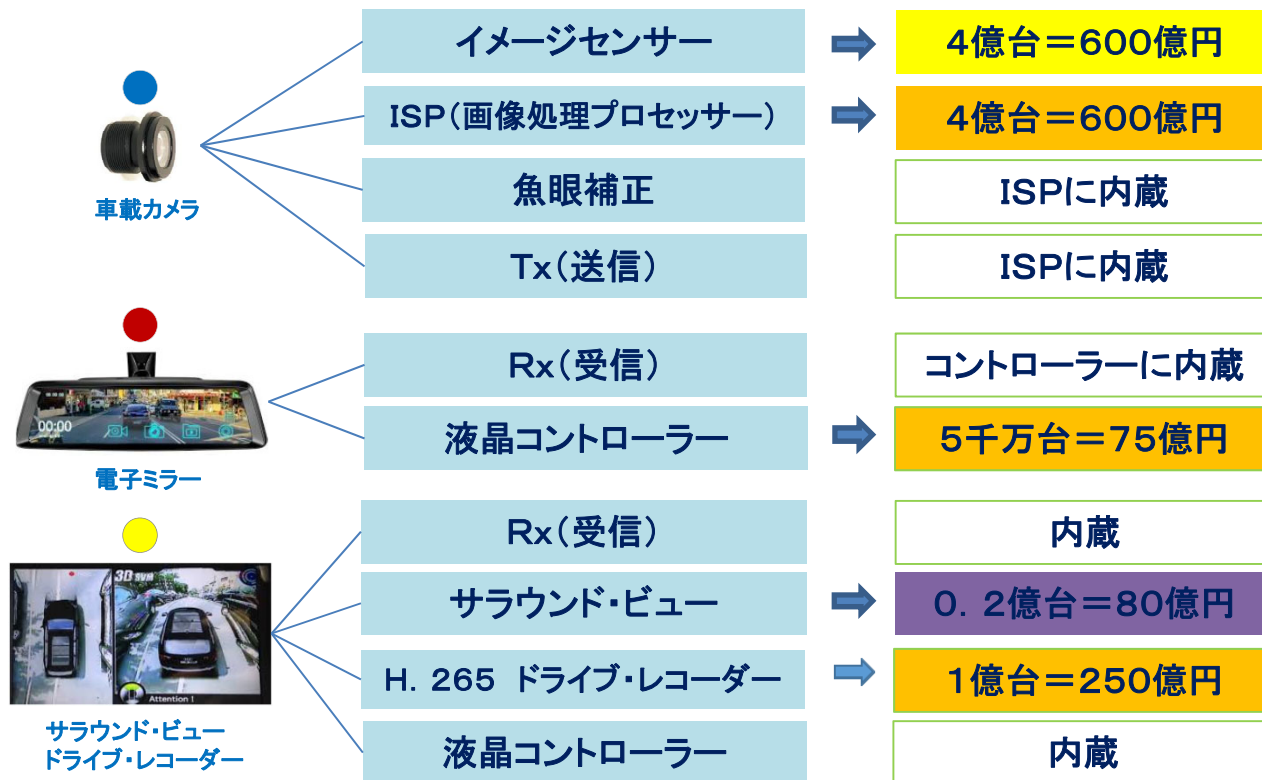 イメージセンサー
4億台＝600億円
ISP（画像処理プロセッサー）
4億台＝600億円
魚眼補正
ISPに内蔵
車載カメラ
Tx（送信）
ISPに内蔵
Rx（受信）
コントローラーに内蔵
00:00
液晶コントローラー
5千万台＝75億円
電子ミラー
Rx（受信）
内蔵
3D AVM
サラウンド・ビュー
0．2億台＝80億円
H．265 ドライブ・レコーダー
1億台＝250億円
Attention !
サラウンド・ビュー
ドライブ・レコーダー
液晶コントローラー
内蔵